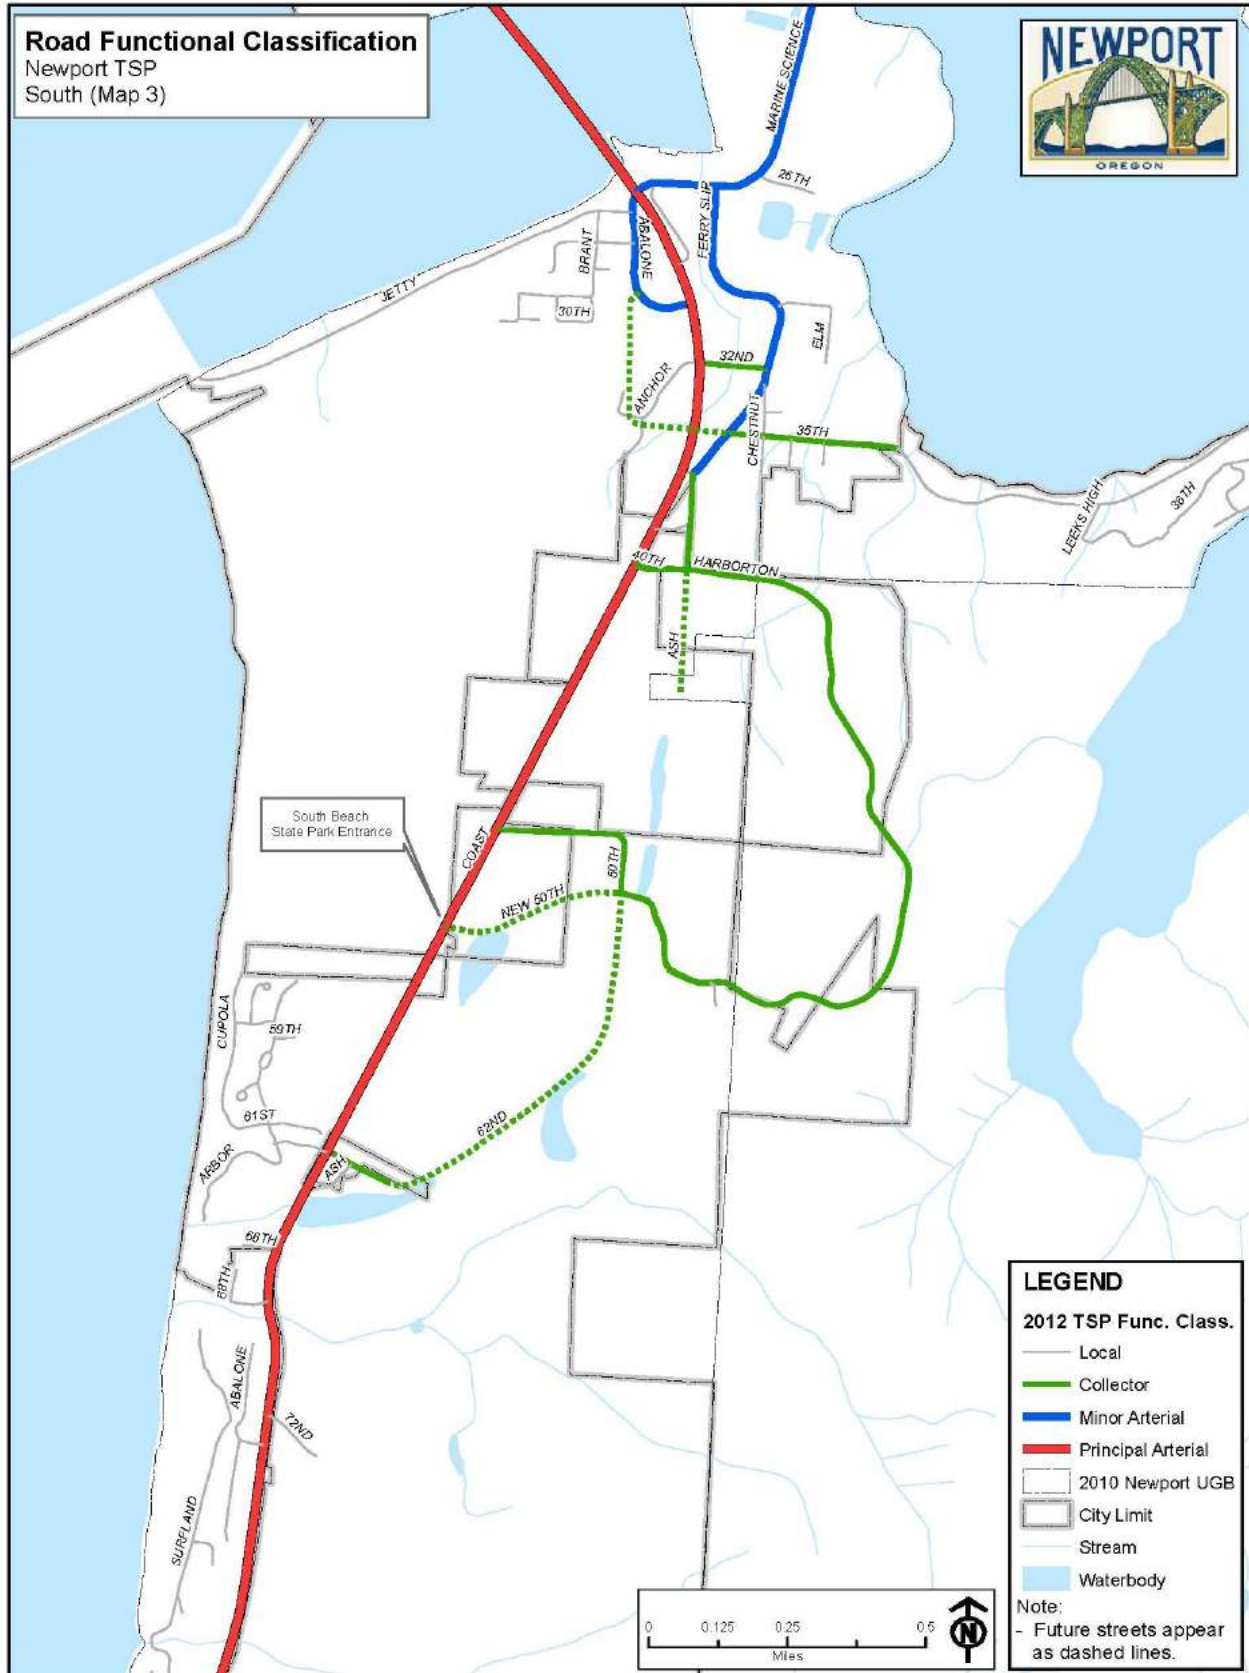 Road Functional Classification
Newport TSP
South (Map 3)
NEWPORT
OREGON
MARINE SCIENCE
26TH
FERRY SLIP
ABALONE
BRANT
JETTY
30TH
ELM
32ND
ANCHOR
CHESTNUT
35TH
LEEKS HIGH
36TH
40TH
HARBORTON
ASH
South Beach
State Park Entrance
COAST
50TH
NEW 50TH
CUPOLA
59TH
61ST
62ND
ARBOR
ASH
68TH
68TH
ABALONE
72ND
SURFLAND
LEGEND
2012 TSP Func. Class.
Local
Collector
Minor Arterial
Principal Arterial
2010 Newport UGB
City Limit
Stream
Waterbody
Note:
- Future streets appear
as dashed lines.
0 0.125 0.25 0.5
Miles
N